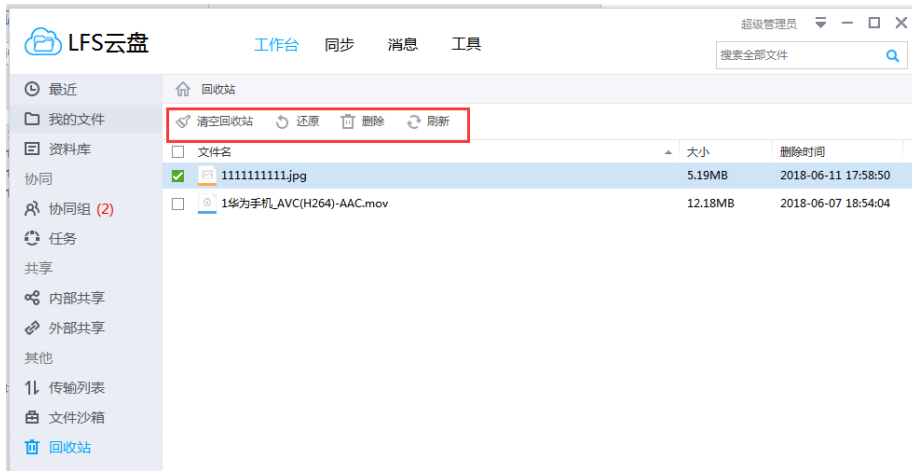 超级管理员
LFS云盘
工作台 同步 消息 工具
搜索全部文件
最近
我的文件
资料库
协同
协同组 (2)
任务
共享
内部共享
外部共享
其他
传输列表
文件沙箱
回收站
回收站
清空回收站 还原 删除 刷新
文件名 大小 删除时间
1111111111.jpg 5.19MB 2018-06-11 17:58:50
1华为手机_AVC(H264)-AAC.mov 12.18MB 2018-06-07 18:54:04